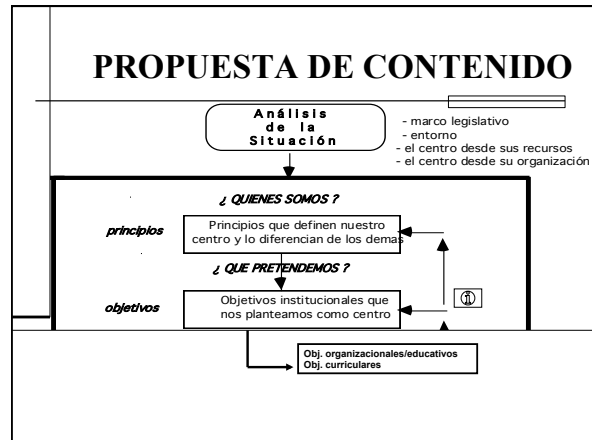 PROPUESTA DE CONTENIDO
Análisis
de la
Situación
- marco legislativo
- entorno
- el centro desde sus recursos
- el centro desde su organización
¿ QUIENES SOMOS ?
principios
Principios que definen nuestro
centro y lo diferencian de los demas
¿ QUE PRETENDEMOS ?
objetivos
Objetivos institucionales que
nos planteamos como centro
Obj. organizacionales/educativos
Obj. curriculares